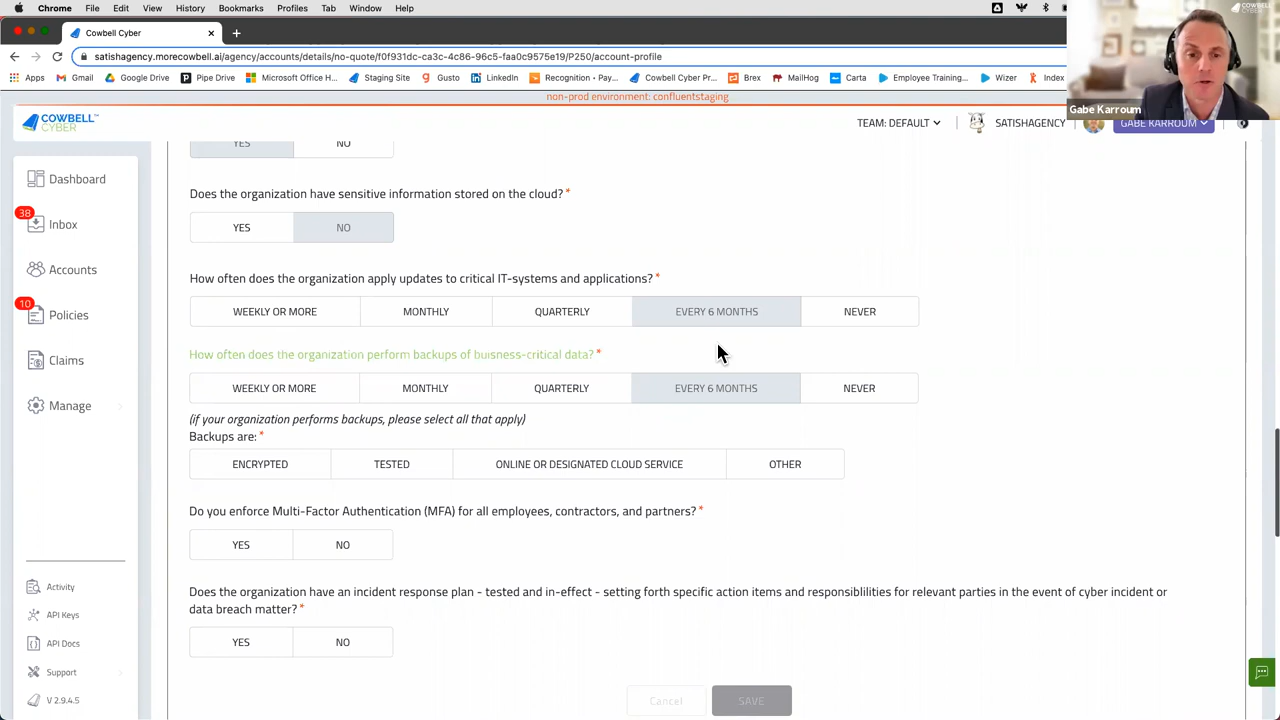 Chrome File Edit View History Bookmarks Profiles Tab Window Help
COWBELL CYBER
Cowbell Cyber
satishagency.morecowbell.ai/agency/accounts/details/no-quote/f0f931dc-ca3c-4c86-96c5-faa0c9575e19/P250/account-profile
Apps Gmail Google Drive Pipe Drive Microsoft Office H... Staging Site Gusto LinkedIn Recognition • Pay... Cowbell Cyber Pr... Brex MailHog Carta Employee Training... Wizer Index
non-prod environment: confluentstaging
Gabe Karroum
COWBELL CYBER
TEAM: DEFAULT SATISHAGENCY GABE KARROUM
YES NO
Dashboard
Does the organization have sensitive information stored on the cloud? *
38
Inbox
YES NO
Accounts
How often does the organization apply updates to critical IT-systems and applications? *
10
Policies
WEEKLY OR MORE MONTHLY QUARTERLY EVERY 6 MONTHS NEVER
Claims
How often does the organization perform backups of buisness-critical data? *
WEEKLY OR MORE MONTHLY QUARTERLY EVERY 6 MONTHS NEVER
Manage
(if your organization performs backups, please select all that apply)
Backups are: *
ENCRYPTED TESTED ONLINE OR DESIGNATED CLOUD SERVICE OTHER
Do you enforce Multi-Factor Authentication (MFA) for all employees, contractors, and partners? *
YES NO
Does the organization have an incident response plan - tested and in-effect - setting forth specific action items and responsiblilities for relevant parties in the event of cyber incident or
data breach matter? *
YES NO
Activity
API Keys
API Docs
Support
V 2.9.4.5
Cancel SAVE